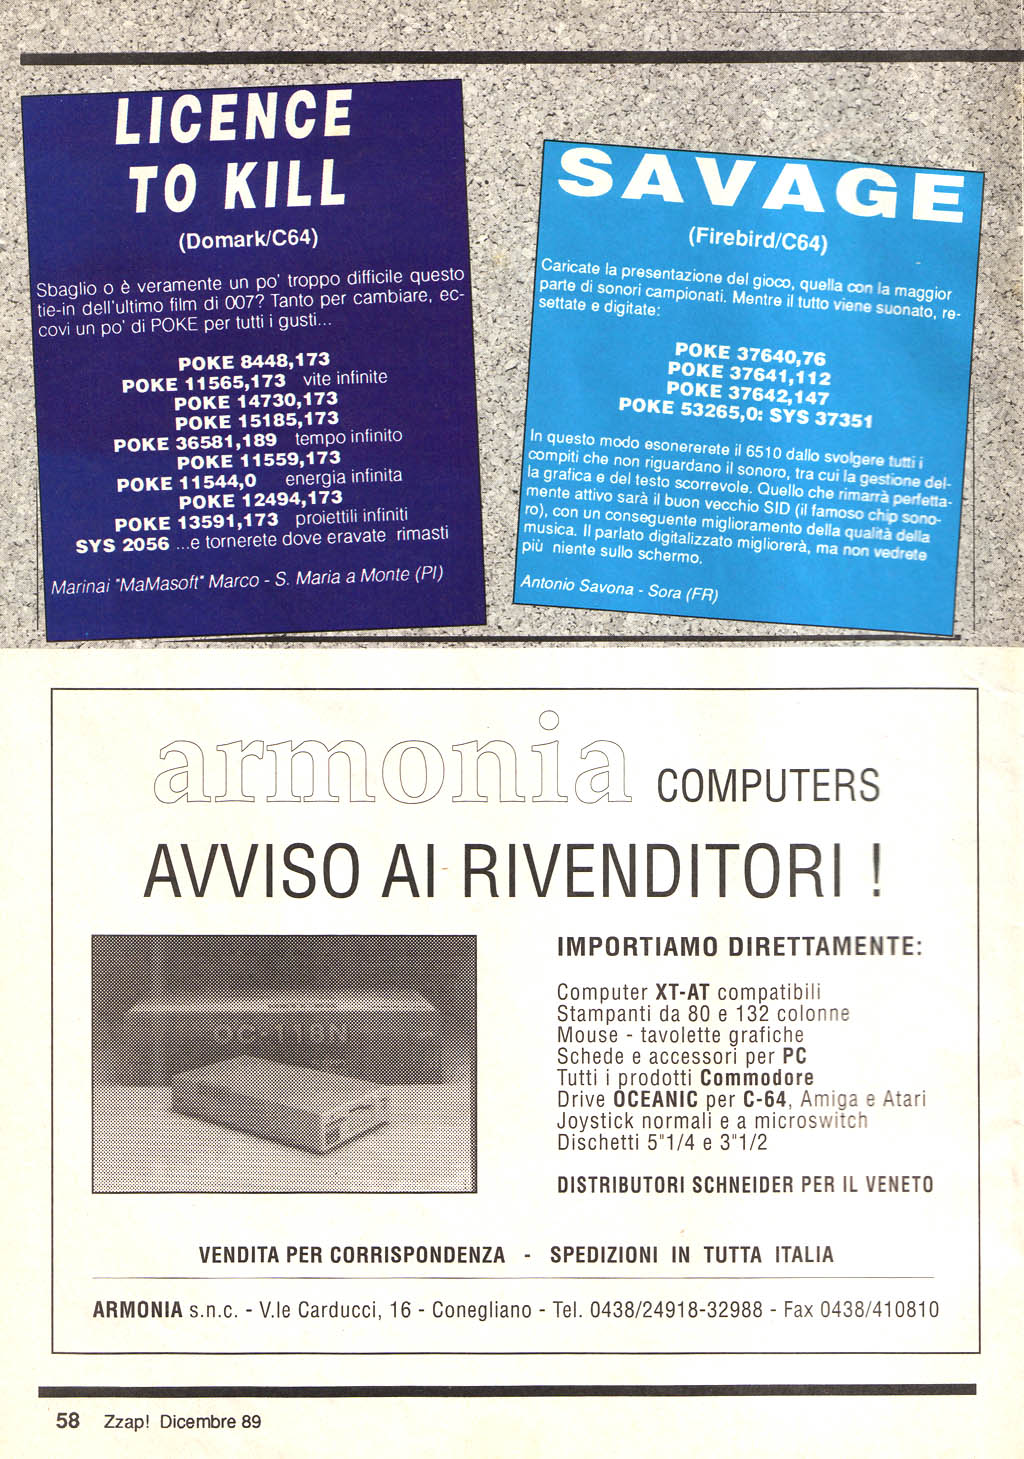 LICENCE
TO KILL
(Domark/C64)
Sbaglio o è veramente un po' troppo difficile questo
tie-in dell'ultimo film di 007? Tanto per cambiare, ec-
covi un po' di POKE per tutti i gusti...
POKE 8448,173
POKE 11565,173 vite infinite
POKE 14730,173
POKE 15185,173
POKE 36581,189 tempo infinito
POKE 11559,173
POKE 11544,0 energia infinita
POKE 12494,173
POKE 13591,173 proiettili infiniti
SYS 2056 ...e tornerete dove eravate rimasti
Marinai "MaMasoft" Marco - S. Maria a Monte (PI)
SAVAGE
(Firebird/C64)
Caricate la presentazione del gioco, quella con la maggior
parte di sonori campionati. Mentre il tutto viene suonato, re-
settate e digitate:
POKE 37640,76
POKE 37641,112
POKE 37642,147
POKE 53265,0: SYS 37351
In questo modo esonererete il 6510 dallo svolgere tutti i
compiti che non riguardano il sonoro, tra cui la gestione del-
la grafica e del testo scorrevole. Quello che rimarrà perfetta-
mente attivo sarà il buon vecchio SID (il famoso chip sono-
ro), con un conseguente miglioramento della qualità della
musica. Il parlato digitalizzato migliorerà, ma non vedrete
più niente sullo schermo.
Antonio Savona - Sora (FR)
armonia COMPUTERS
AVVISO AI RIVENDITORI !
OC-118N
IMPORTIAMO DIRETTAMENTE:
Computer XT-AT compatibili
Stampanti da 80 e 132 colonne
Mouse - tavolette grafiche
Schede e accessori per PC
Tutti i prodotti Commodore
Drive OCEANIC per C-64, Amiga e Atari
Joystick normali e a microswitch
Dischetti 5"1/4 e 3"1/2
DISTRIBUTORI SCHNEIDER PER IL VENETO
VENDITA PER CORRISPONDENZA - SPEDIZIONI IN TUTTA ITALIA
ARMONIA s.n.c. - V.le Carducci, 16 - Conegliano - Tel. 0438/24918-32988 - Fax 0438/410810
58 Zzap! Dicembre 89